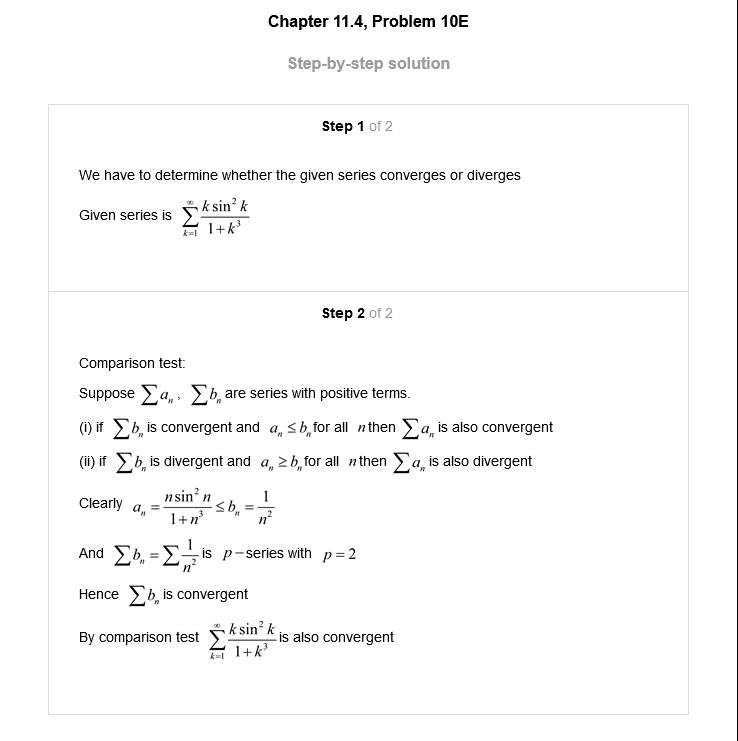 Chapter 11.4, Problem 10E
Step-by-step solution
Step 1 of 2
We have to determine whether the given series converges or diverges
Given series is $\sum_{k=1}^{\infty} \frac{k \sin^2 k}{1+k^3}$
Step 2 of 2
Comparison test:
Suppose $\sum a_n$, $\sum b_n$ are series with positive terms.
(i) if $\sum b_n$ is convergent and $a_n \leq b_n$ for all $n$ then $\sum a_n$ is also convergent
(ii) if $\sum b_n$ is divergent and $a_n \geq b_n$ for all $n$ then $\sum a_n$ is also divergent
Clearly $a_n = \frac{n \sin^2 n}{1+n^3} \leq b_n = \frac{1}{n^2}$
And $\sum b_n = \sum \frac{1}{n^2}$ is $p-$series with $p = 2$
Hence $\sum b_n$ is convergent
By comparison test $\sum_{k=1}^{\infty} \frac{k \sin^2 k}{1+k^3}$ is also convergent